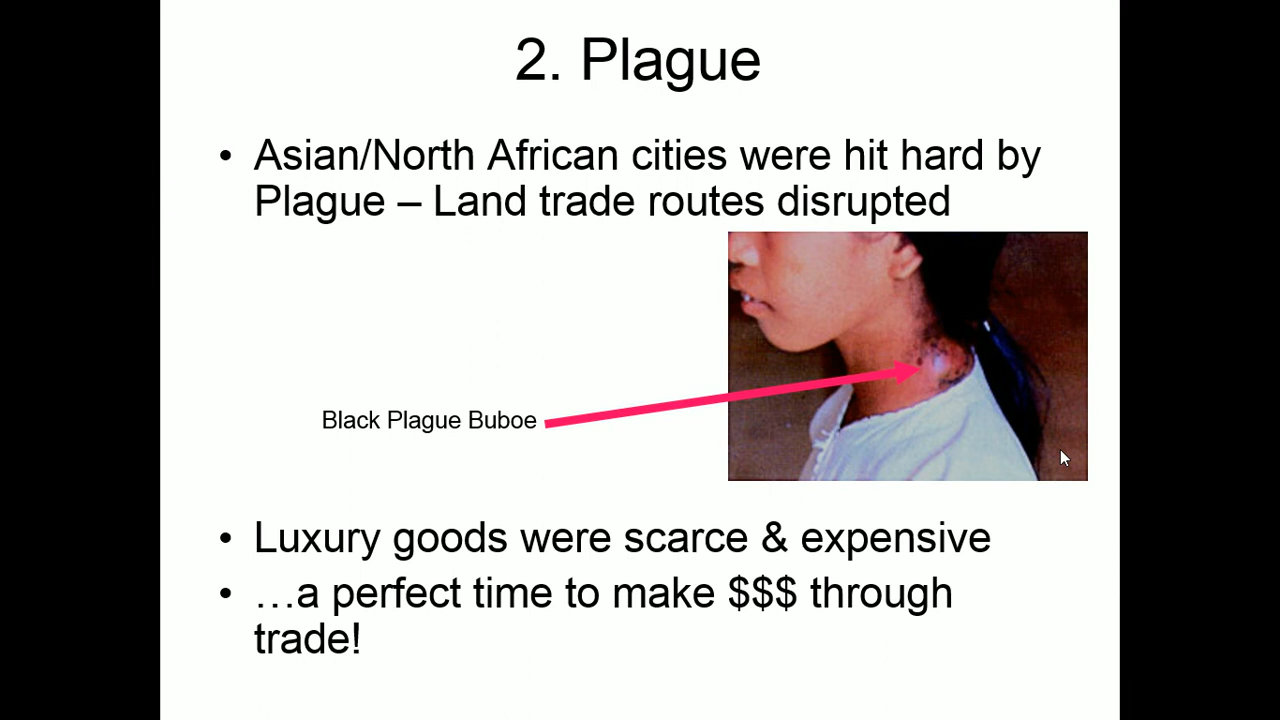 2. Plague
• Asian/North African cities were hit hard by
Plague – Land trade routes disrupted
Black Plague Buboe
• Luxury goods were scarce & expensive
• …a perfect time to make $$$ through
trade!